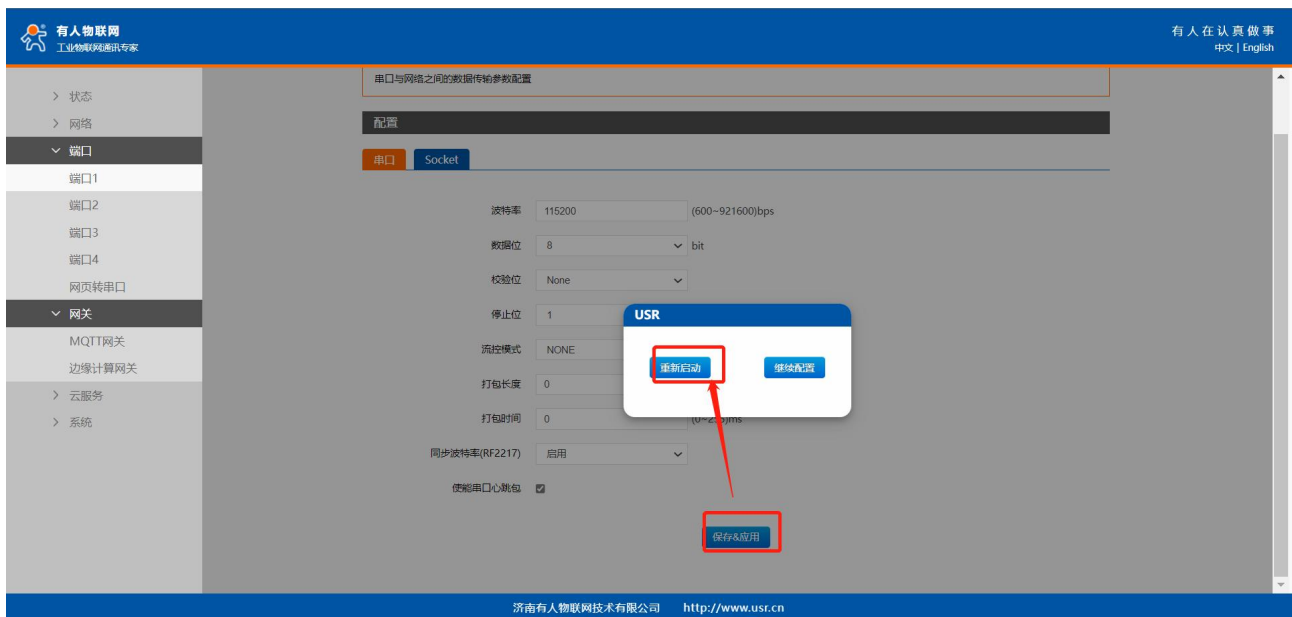 有人物联网
工业物联网通讯专家
有人在认真做事
中文 | English
状态
网络
端口
端口1
端口2
端口3
端口4
网页转串口
网关
MQTT网关
边缘计算网关
云服务
系统
串口与网络之间的数据传输参数配置
配置
串口 Socket
波特率 115200 (600~921600)bps
数据位 8 bit
校验位 None
停止位 1
流控模式 NONE
打包长度 0
打包时间 0
同步波特率(RF2217) 启用
使能串口心跳包
USR
重新启动 继续配置
保存&应用
济南有人物联网技术有限公司 http://www.usr.cn